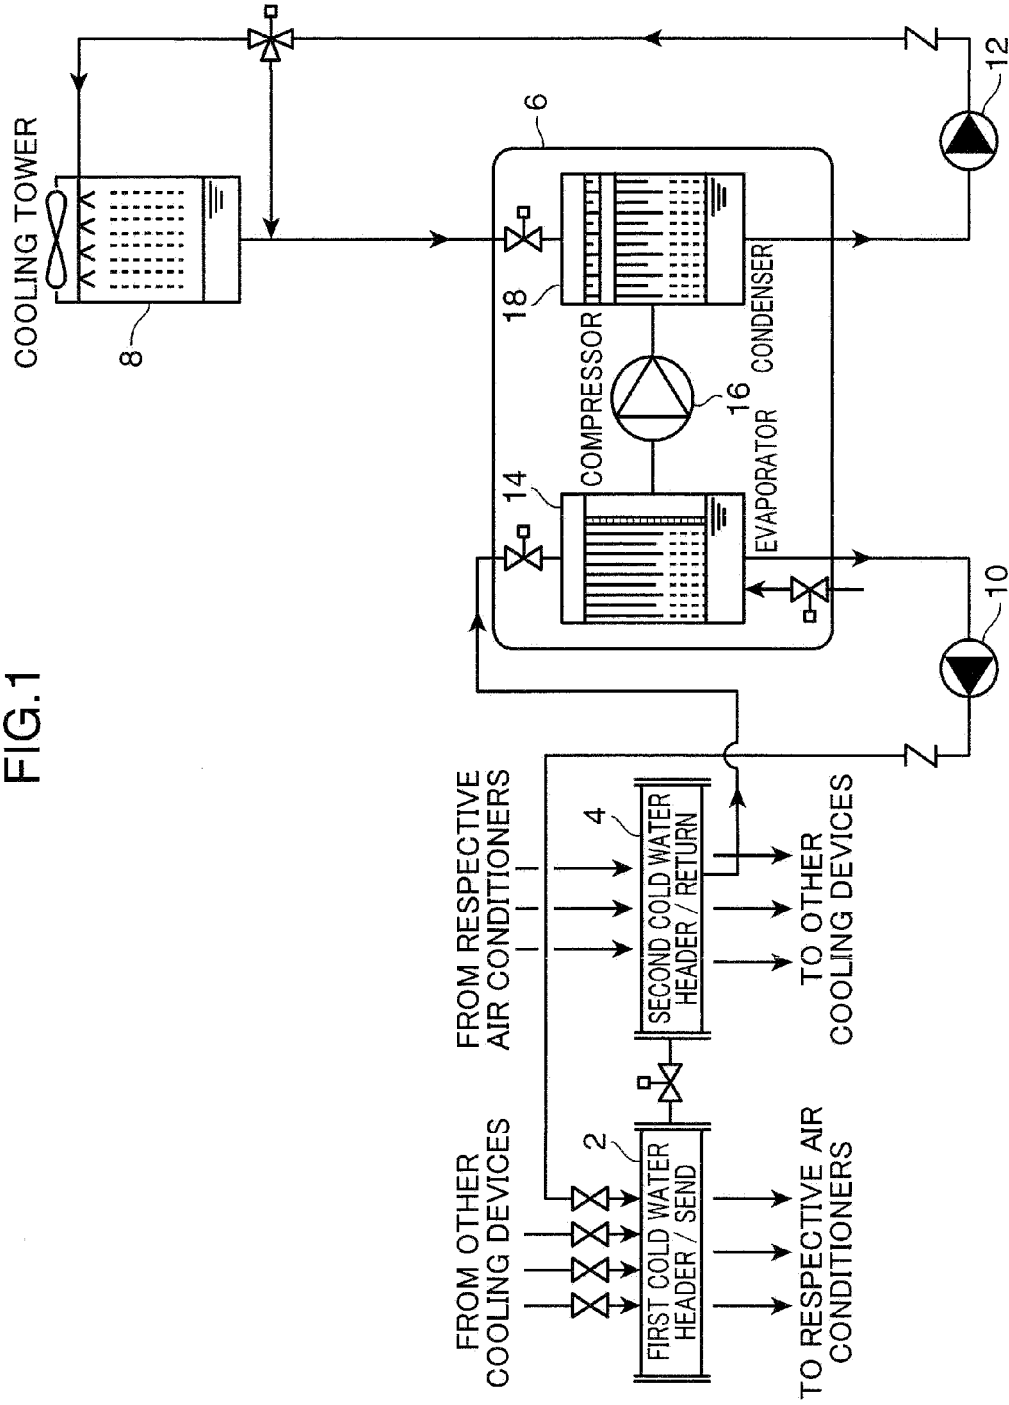 FIG.1
COOLING TOWER
8
12
6
18
COMPRESSOR
CONDENSER
16
14
EVAPORATOR
10
FROM RESPECTIVE
AIR CONDITIONERS
4
SECOND COLD WATER
HEADER / RETURN
TO OTHER
COOLING DEVICES
FROM OTHER
COOLING DEVICES
2
FIRST COLD WATER
HEADER / SEND
TO RESPECTIVE AIR
CONDITIONERS